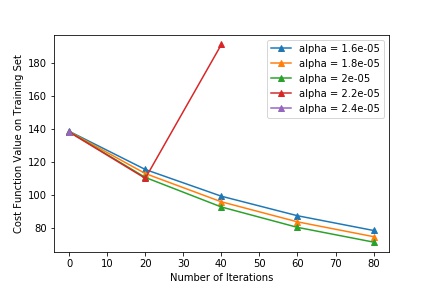 alpha = 1.6e-05
alpha = 1.8e-05
alpha = 2e-05
alpha = 2.2e-05
alpha = 2.4e-05
Cost Function Value on Training Set
180
160
140
120
100
80
0 10 20 30 40 50 60 70 80
Number of Iterations